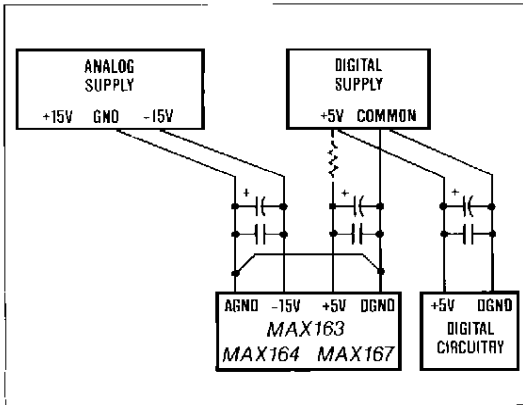 ANALOG
SUPPLY
+15V GND -15V
DIGITAL
SUPPLY
+5V COMMON
+
+
+
AGND -15V +5V DGND
MAX163
MAX164 MAX167
+5V DGND
DIGITAL
CIRCUITRY